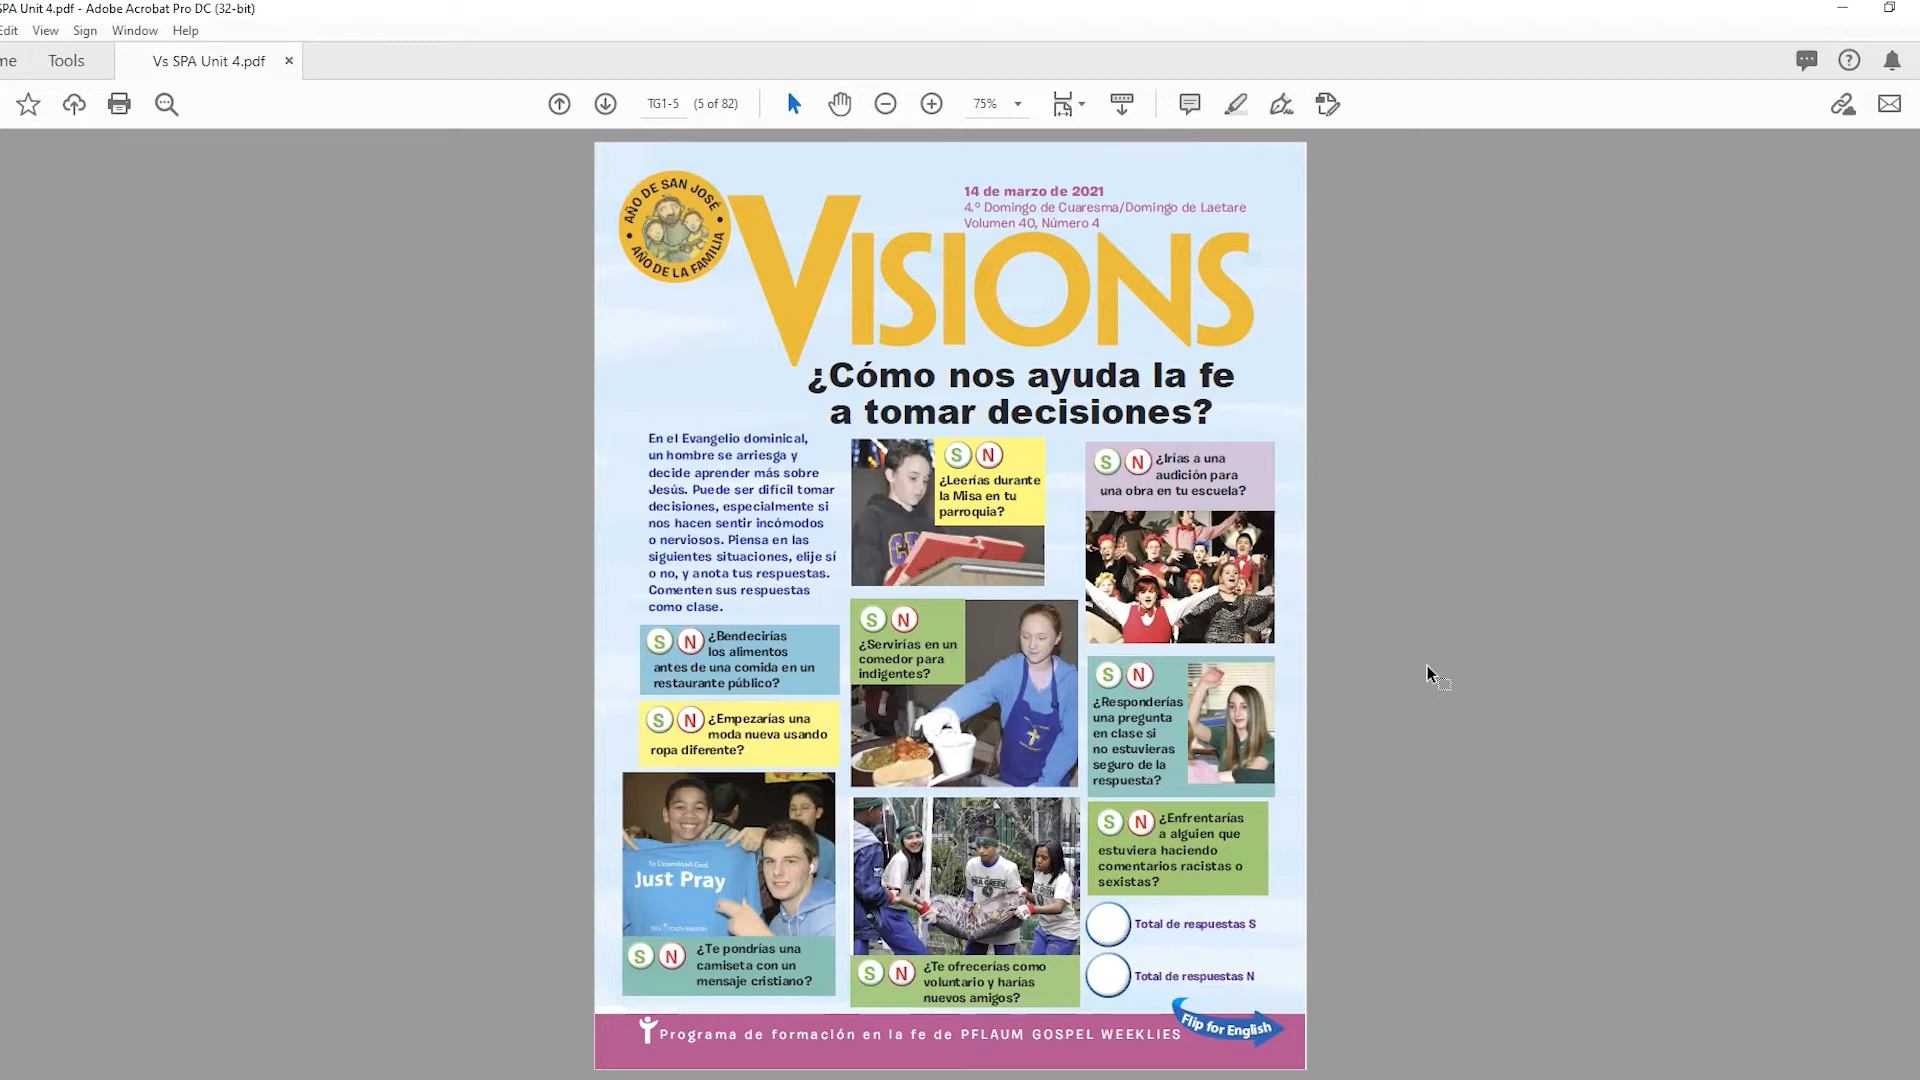 SPA Unit 4.pdf - Adobe Acrobat Pro DC (32-bit)
Edit View Sign Window Help
me Tools Vs SPA Unit 4.pdf
TG1-5 (5 of 82) 75%
AÑO DE SAN JOSÉ
AÑO DE LA FAMILIA
14 de marzo de 2021
4.º Domingo de Cuaresma/Domingo de Laetare
Volumen 40, Número 4
VISIONS
¿Cómo nos ayuda la fe
a tomar decisiones?
En el Evangelio dominical,
un hombre se arriesga y
decide aprender más sobre
Jesús. Puede ser difícil tomar
decisiones, especialmente si
nos hacen sentir incómodos
o nerviosos. Piensa en las
siguientes situaciones, elije sí
o no, y anota tus respuestas.
Comenten sus respuestas
como clase.
S N ¿Bendecirías
los alimentos
antes de una comida en un
restaurante público?
S N ¿Empezarías una
moda nueva usando
ropa diferente?
To Download God,
Just Pray
S N ¿Te pondrías una
camiseta con un
mensaje cristiano?
S N
¿Leerías durante
la Misa en tu
parroquia?
S N
¿Servirías en un
comedor para
indigentes?
S N ¿Te ofrecerías como
voluntario y harías
nuevos amigos?
S N ¿Irías a una
audición para
una obra en tu escuela?
S N
¿Responderías
una pregunta
en clase si
no estuvieras
seguro de la
respuesta?
S N ¿Enfrentarías
a alguien que
estuviera haciendo
comentarios racistas o
sexistas?
Total de respuestas S
Total de respuestas N
Flip for English
Programa de formación en la fe de PFLAUM GOSPEL WEEKLIES